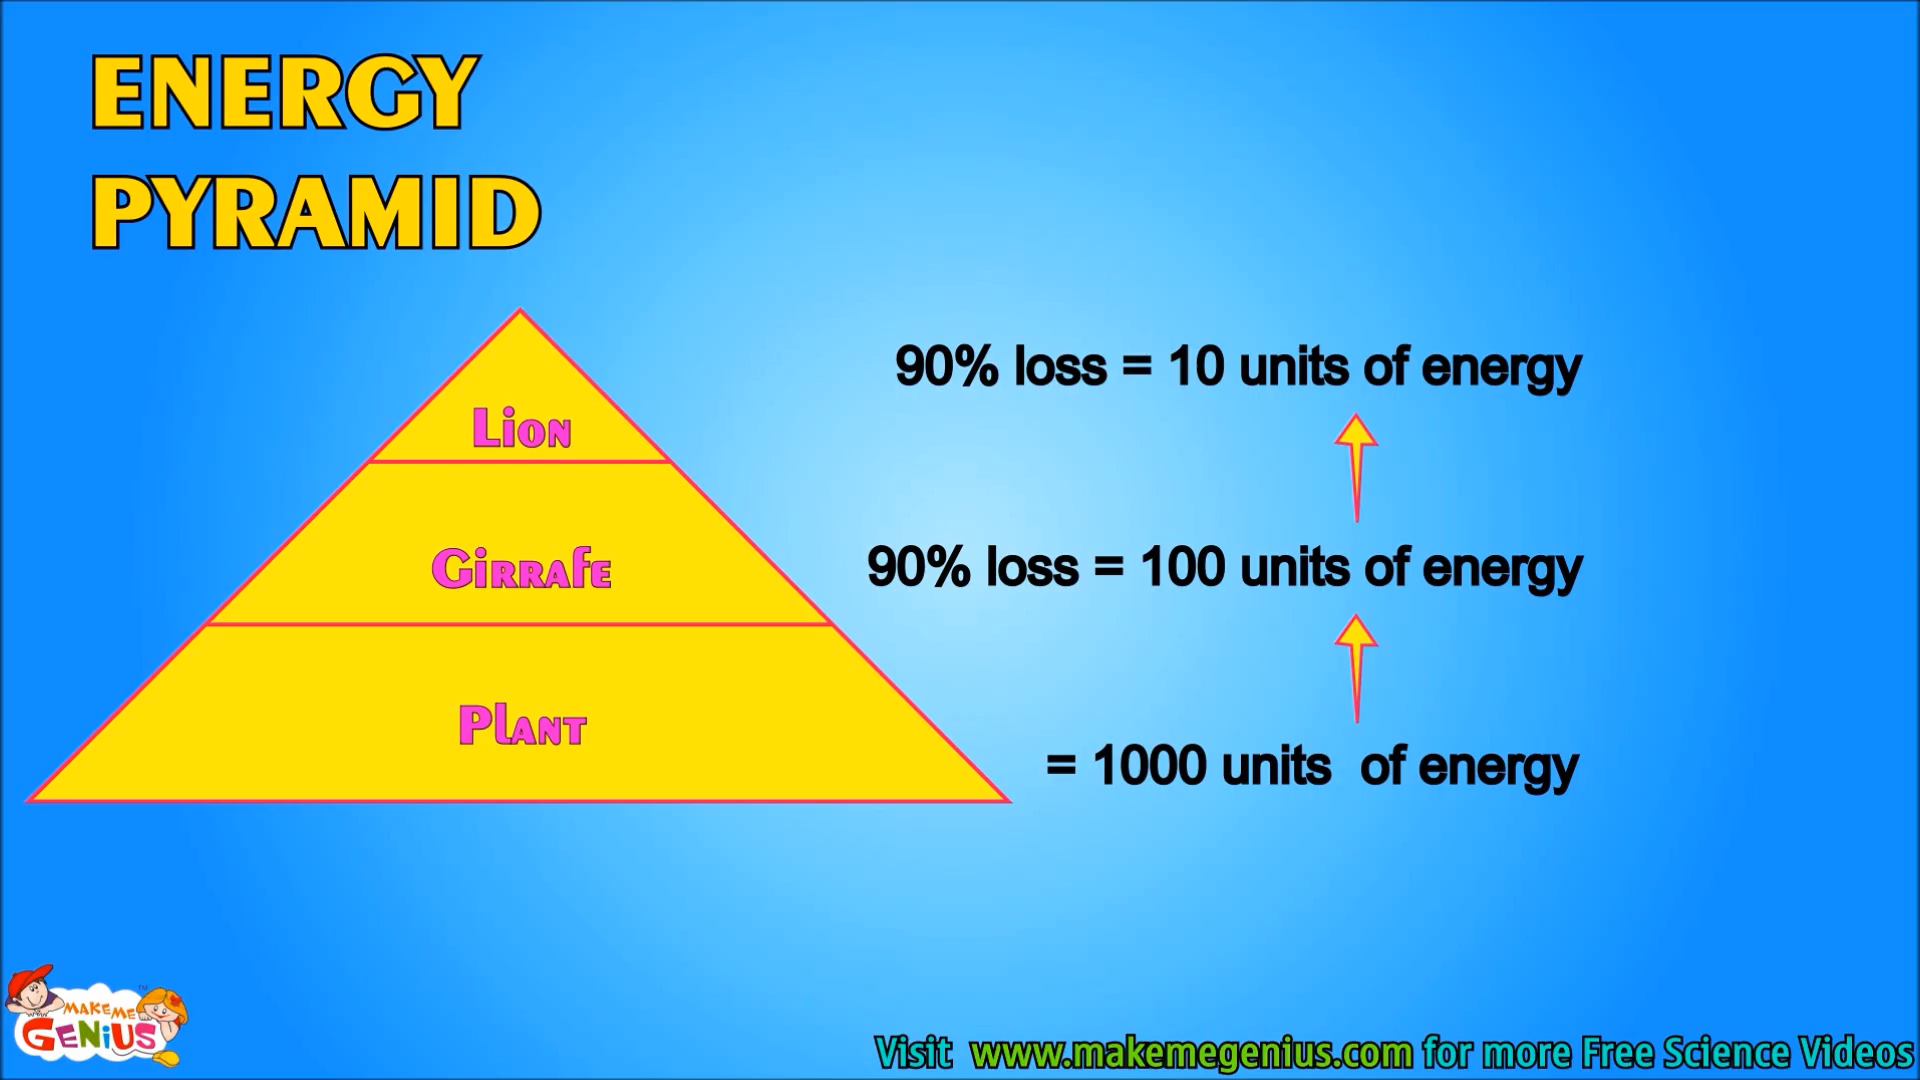 ENERGY
PYRAMID
Lion
90% loss = 10 units of energy
Girrafe
90% loss = 100 units of energy
Plant
= 1000 units of energy
MAKE ME
GENiUS
TM
Visit www.makemegenius.com for more Free Science Videos